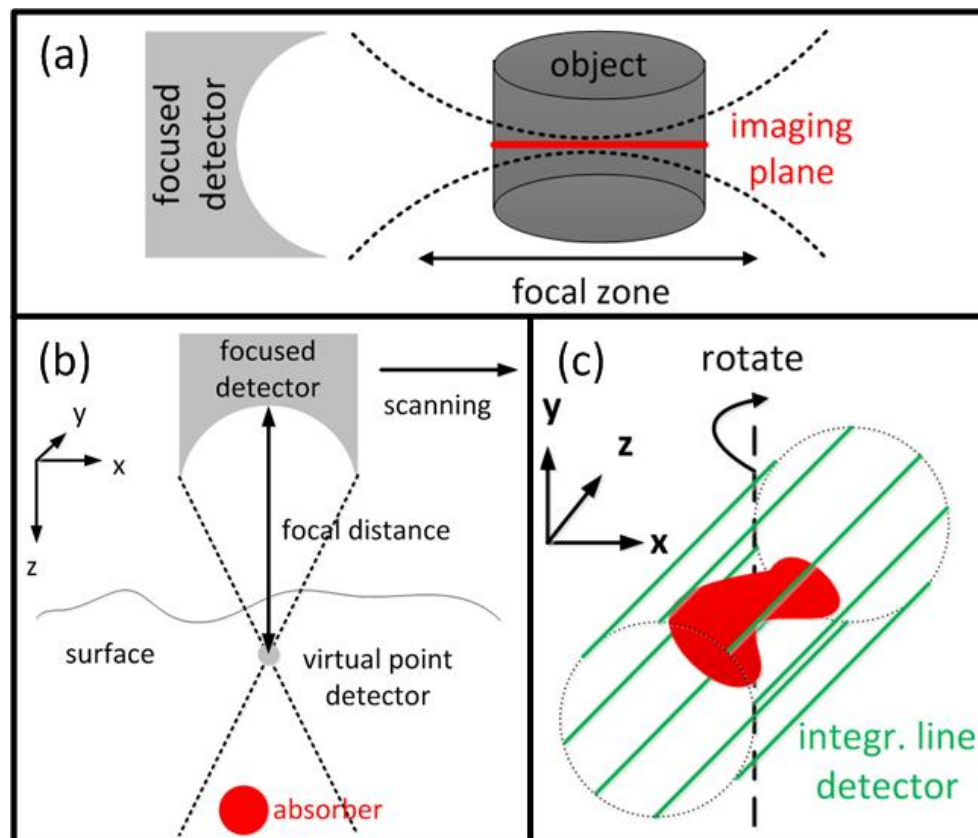 (a)
focused
detector
object
imaging
plane
focal zone
(b)
focused
detector
scanning
y
x
z
focal distance
surface
virtual point
detector
absorber
(c)
rotate
y
z
x
integr. line
detector